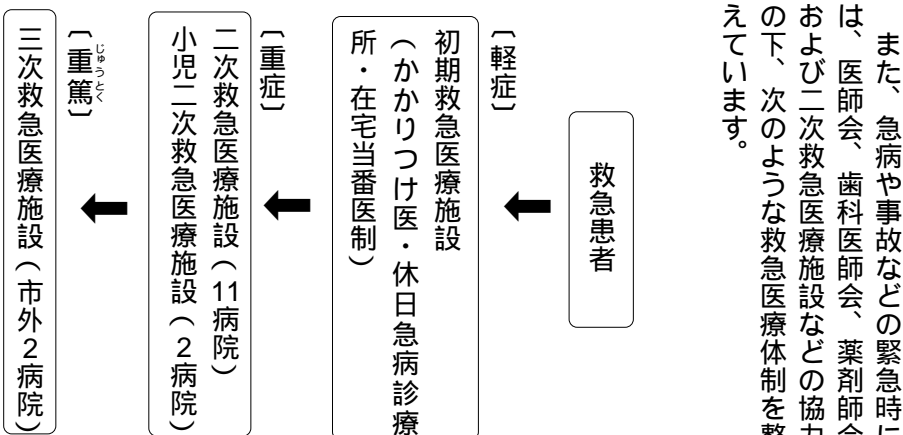 また、急病や事故などの緊急時に
は、医師会、歯科医師会、薬剤師会
および二次救急医療施設などの協力
の下、次のような救急医療体制を整
えています。
救急患者
〔軽症〕
初期救急医療施設
（かかりつけ医・休日急病診療
所・在宅当番医制）
〔重症〕
二次救急医療施設（11病院）
小児二次救急医療施設（2病院）
〔重篤〕
じゅうとく
三次救急医療施設（市外2病院）